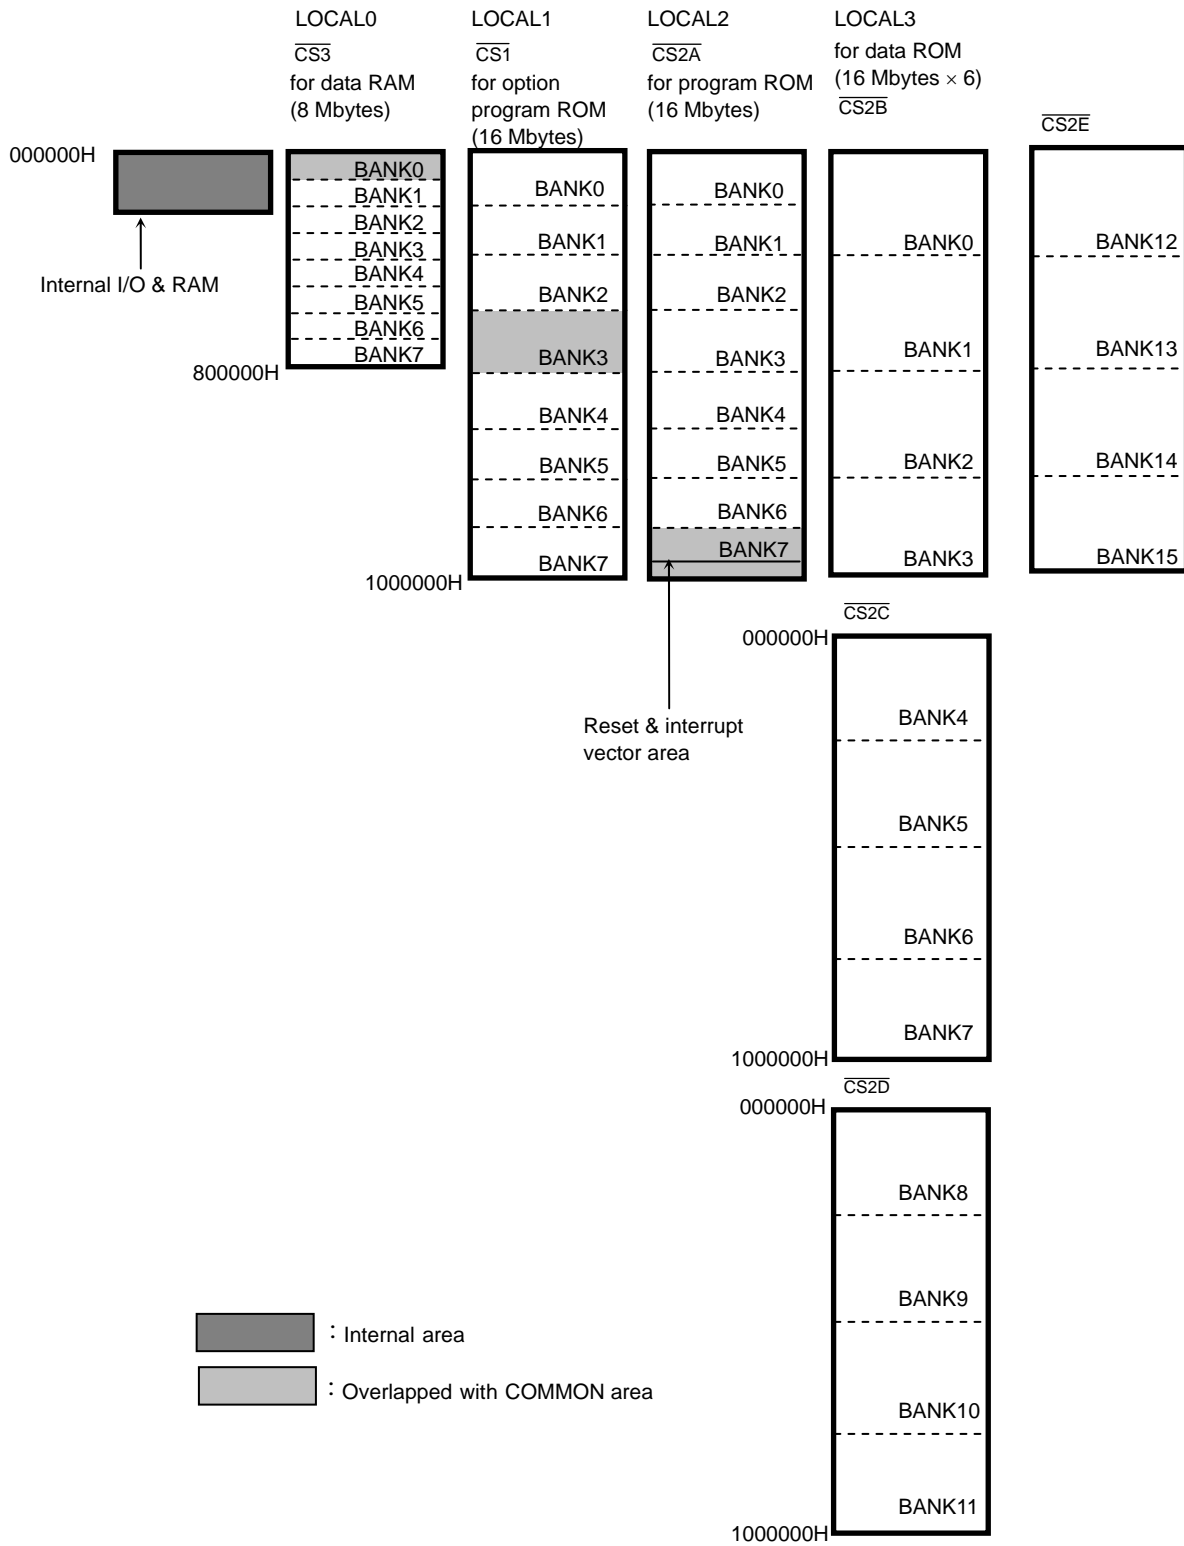 LOCAL0
CS3
for data RAM
(8 Mbytes)
LOCAL1
CS1
for option
program ROM
(16 Mbytes)
LOCAL2
CS2A
for program ROM
(16 Mbytes)
LOCAL3
for data ROM
(16 Mbytes × 6)
CS2B
CS2E
000000H
Internal I/O & RAM
BANK0
BANK1
BANK2
BANK3
BANK4
BANK5
BANK6
BANK7
800000H
BANK0
BANK1
BANK2
BANK3
BANK4
BANK5
BANK6
BANK7
1000000H
BANK0
BANK1
BANK2
BANK3
BANK4
BANK5
BANK6
BANK7
Reset & interrupt
vector area
BANK0
BANK1
BANK2
BANK3
BANK12
BANK13
BANK14
BANK15
CS2C
000000H
BANK4
BANK5
BANK6
BANK7
1000000H
CS2D
000000H
BANK8
BANK9
BANK10
BANK11
1000000H
: Internal area
: Overlapped with COMMON area